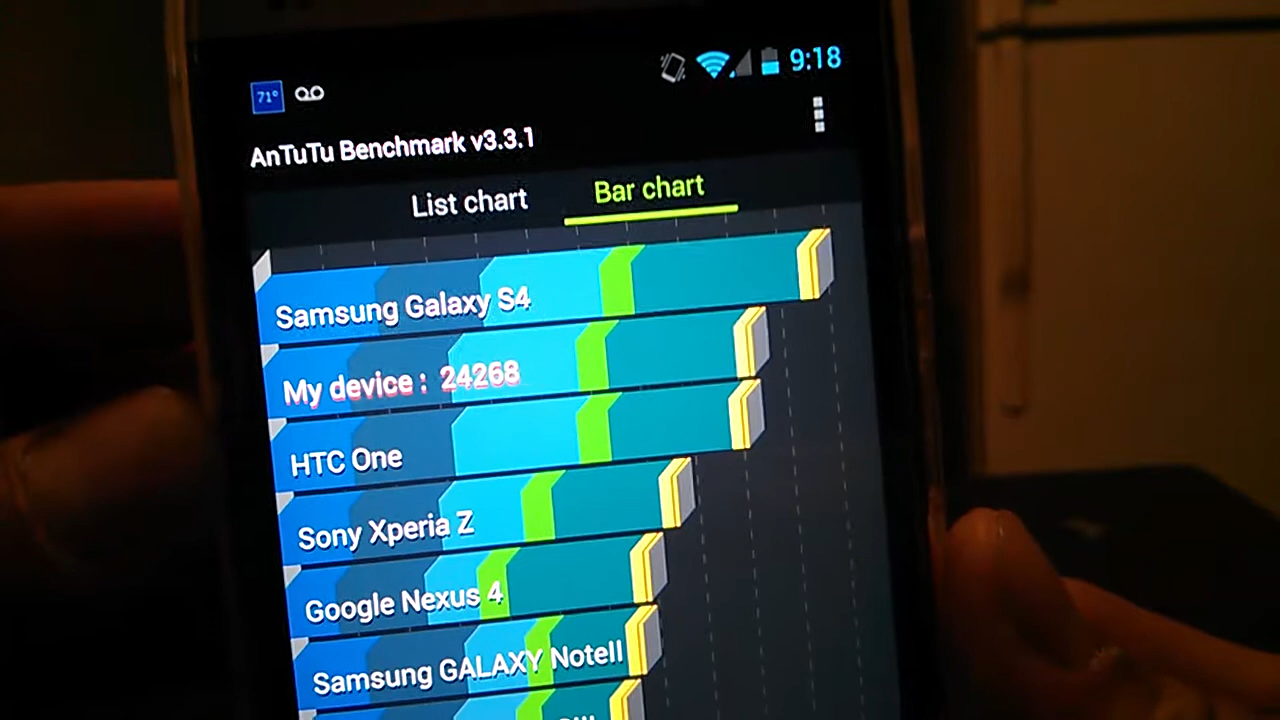 9:18
71°
AnTuTu Benchmark v3.3.1
List chart Bar chart
Samsung Galaxy S4
My device : 24268
HTC One
Sony Xperia Z
Google Nexus 4
Samsung GALAXY NoteII